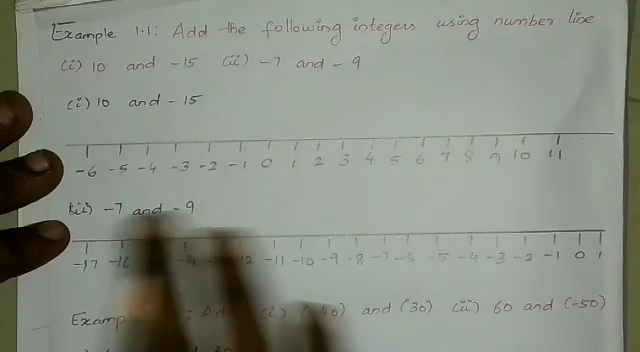 Example 1.1: Add the following integers using number line
(i) 10 and -15 (ii) -7 and -9
(i) 10 and -15
-6 -5 -4 -3 -2 -1 0 1 2 3 4 5 6 7 8 9 10 11
(ii) -7 and -9
-17 -11 -10 -9 -8 -7 -6 -5 -4 -3 -2 -1 0 1
and (30) (ii) 60 and (-50)